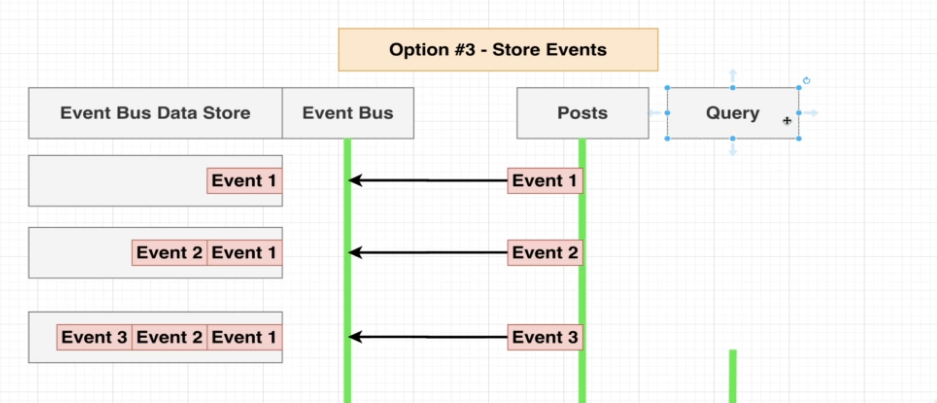 Option #3 - Store Events
Event Bus Data Store Event Bus Posts Query
Event 1 Event 1
Event 2 Event 1 Event 2
Event 3 Event 2 Event 1 Event 3